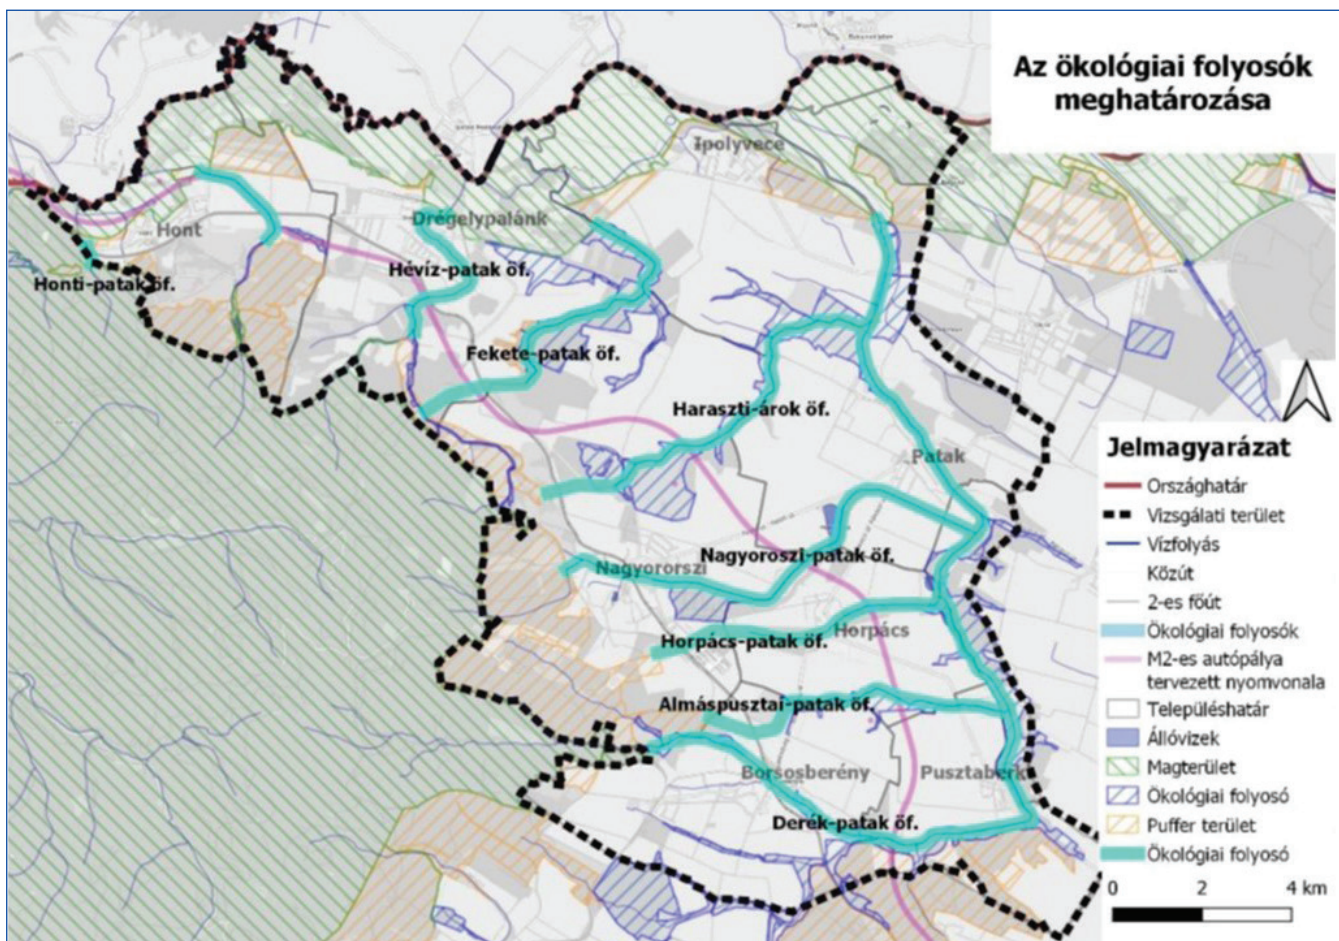 Az ökológiai folyosók
meghatározása
Ipolyvece
Drégelypalánk
Hont
Hévíz-patak öf.
Honti-patak öf.
Fekete-patak öf.
Haraszti-árok öf.
Patak
Nagyoroszi-patak öf.
Nagyororszi
Horpács
Horpács-patak öf.
Almáspusztai-patak öf.
Borsosberény
Pusztaberk
Derék-patak öf.
Jelmagyarázat
Országhatár
Vizsgálati terület
Vízfolyás
Közút
2-es főút
Ökológiai folyosók
M2-es autópálya
tervezett nyomvonala
Településhatár
Állóvizek
Magterület
Ökológiai folyosó
Puffer terület
Ökológiai folyosó
0 2 4 km